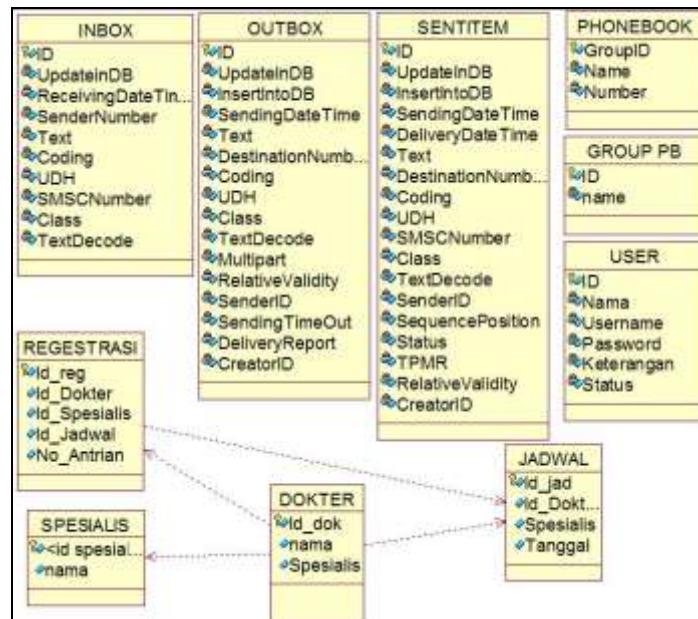 INBOX
ID
UpdateinDB
ReceivingDateTin...
SenderNumber
Text
Coding
UDH
SMSCNumber
Class
TextDecode
OUTBOX
ID
UpdateInDB
InsertIntoDB
SendingDateTime
Text
DestinationNumb...
Coding
UDH
Class
TextDecode
Multipart
RelativeValidity
SenderID
SendingTimeOut
DeliveryReport
CreatorID
SENTITEM
ID
UpdateInDB
InsertIntoDB
SendingDateTime
DeliveryDateTime
Text
DestinationNumb...
Coding
UDH
SMSCNumber
Class
TextDecode
SenderID
SequencePosition
Status
TPMR
RelativeValidity
CreatorID
PHONEBOOK
GroupID
Name
Number
GROUP PB
ID
name
USER
ID
Nama
Username
Password
Keterangan
Status
REGESTRASI
Id_reg
Id_Dokter
Id_Spesialis
Id_Jadwal
No_Antrian
SPESIALIS
<id spesial...
nama
DOKTER
Id_dok
nama
Spesialis
JADWAL
Id_jad
Id_Dokt...
Spesialis
Tanggal